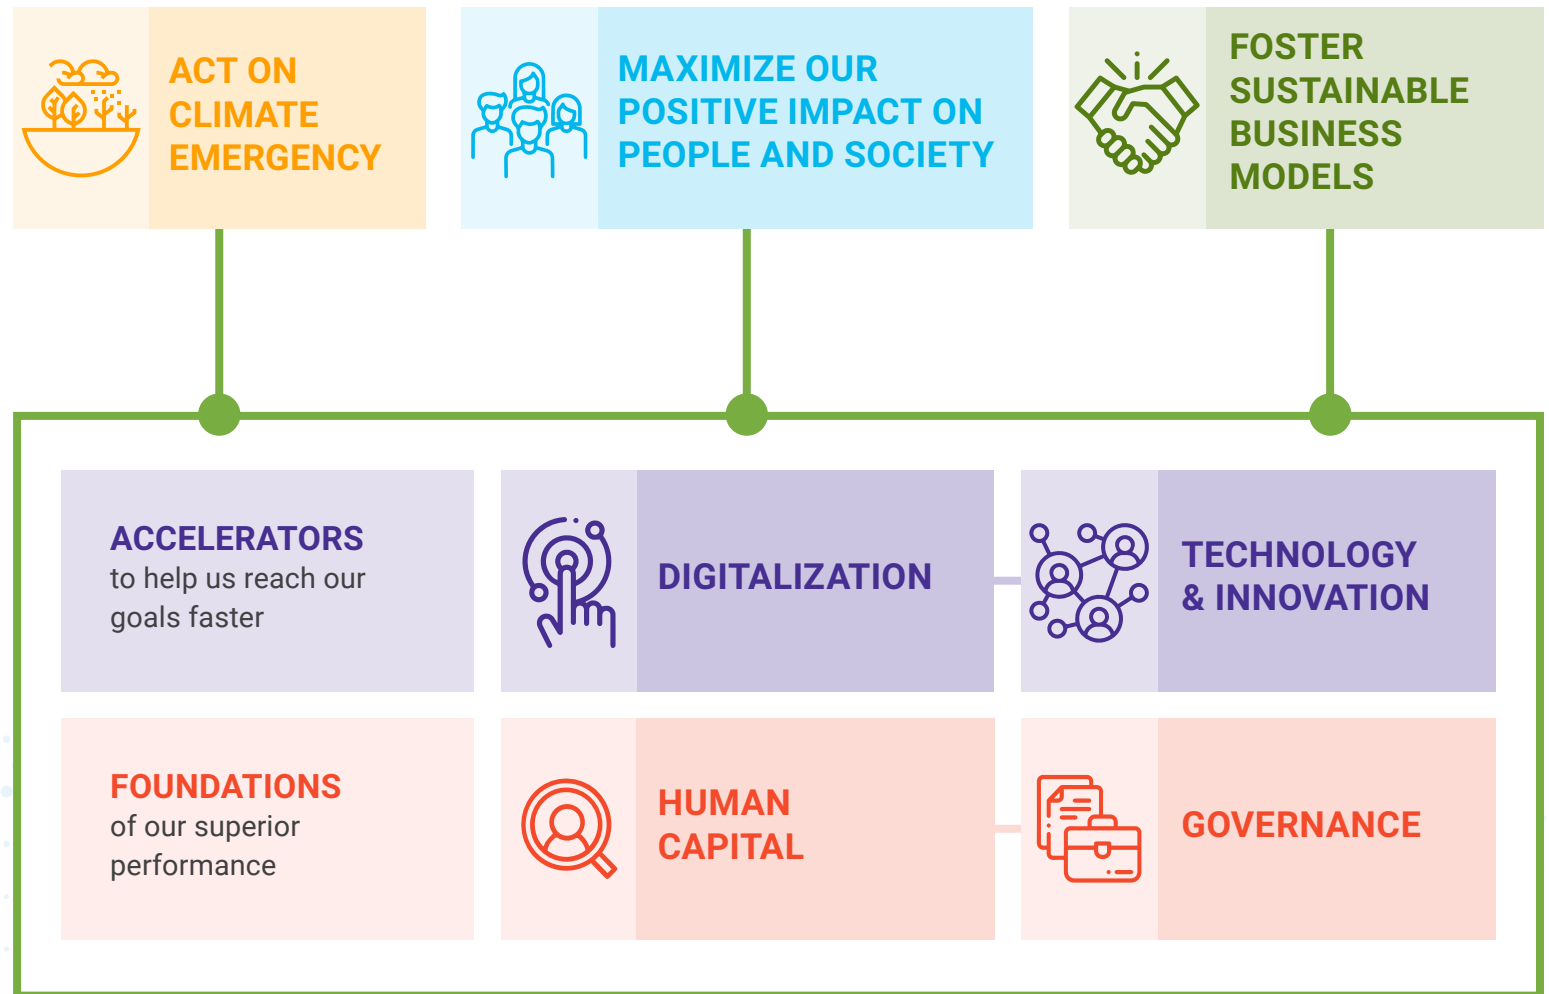 ACT ON
CLIMATE
EMERGENCY
MAXIMIZE OUR
POSITIVE IMPACT ON
PEOPLE AND SOCIETY
FOSTER
SUSTAINABLE
BUSINESS
MODELS
ACCELERATORS
to help us reach our
goals faster
DIGITALIZATION
TECHNOLOGY
& INNOVATION
FOUNDATIONS
of our superior
performance
HUMAN
CAPITAL
GOVERNANCE